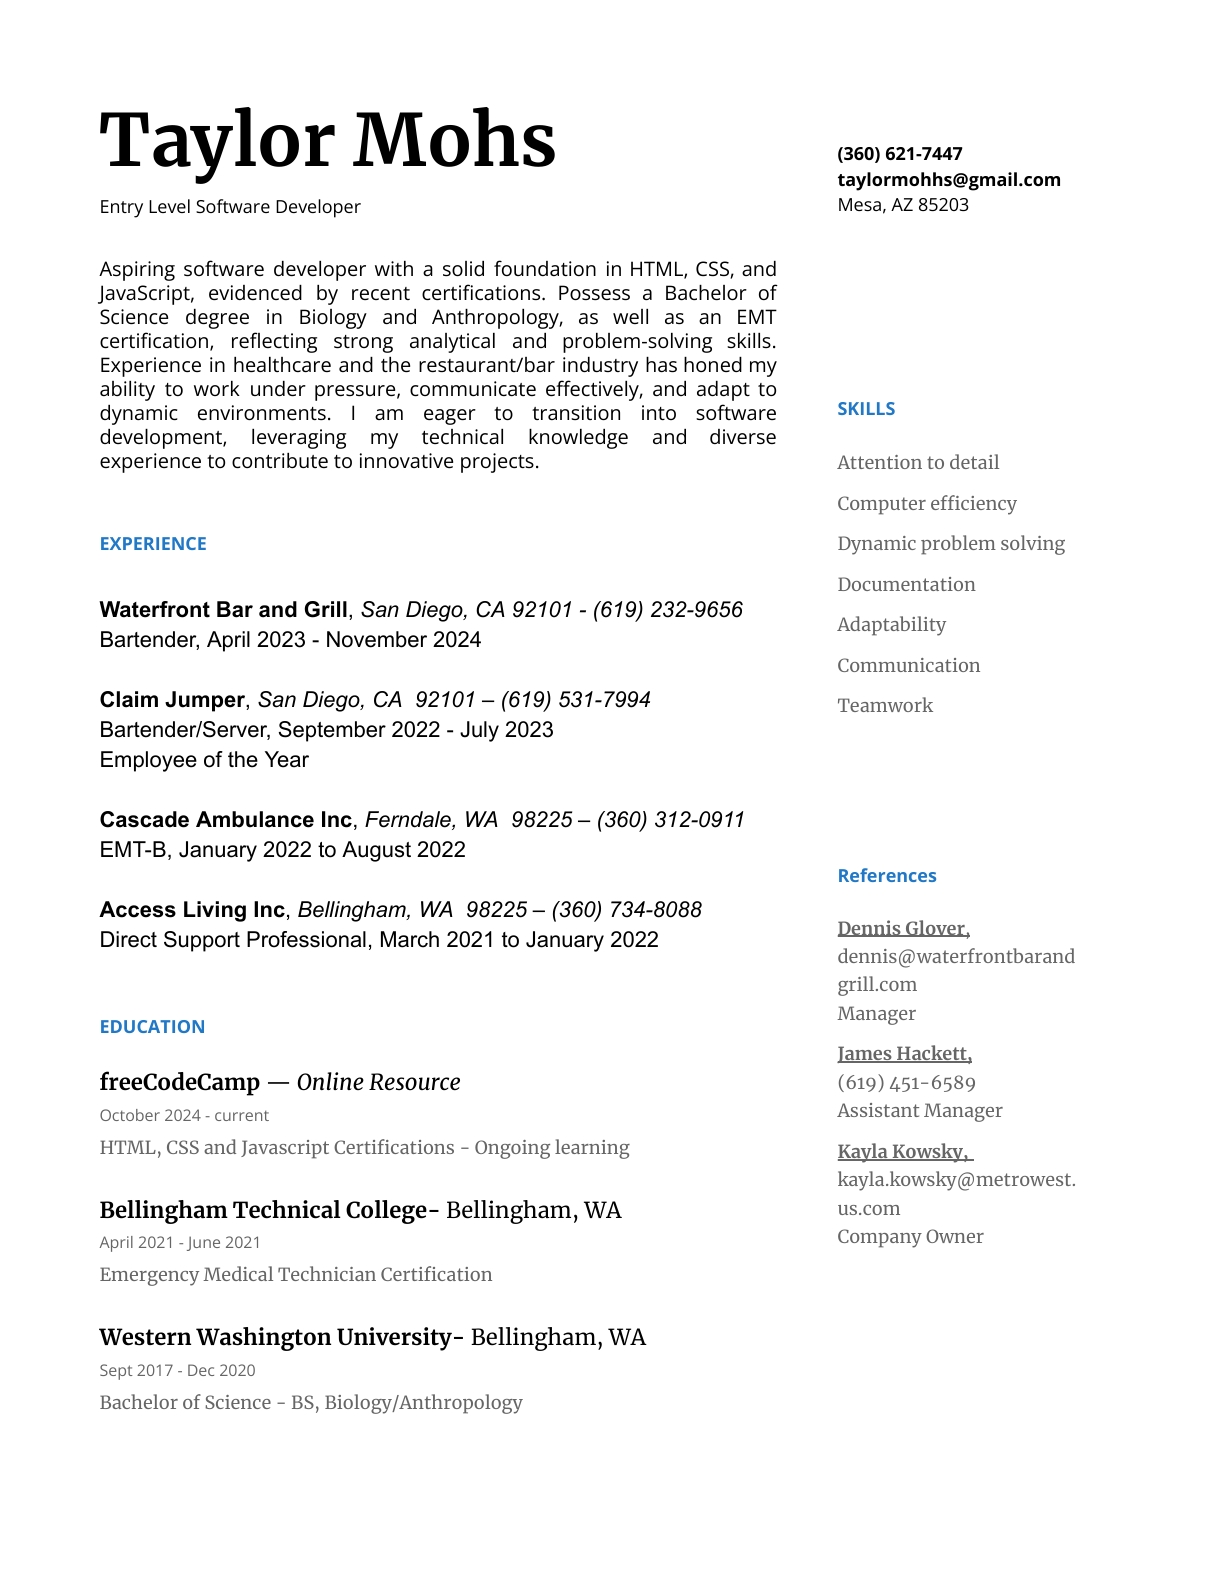 Taylor Mohs
Entry Level Software Developer
(360) 621-7447
taylormohhs@gmail.com
Mesa, AZ 85203
Aspiring software developer with a solid foundation in HTML, CSS, and
JavaScript, evidenced by recent certifications. Possess a Bachelor of
Science degree in Biology and Anthropology, as well as an EMT
certification, reflecting strong analytical and problem-solving skills.
Experience in healthcare and the restaurant/bar industry has honed my
ability to work under pressure, communicate effectively, and adapt to
dynamic environments. I am eager to transition into software
development, leveraging my technical knowledge and diverse
experience to contribute to innovative projects.
EXPERIENCE
Waterfront Bar and Grill, San Diego, CA 92101 - (619) 232-9656
Bartender, April 2023 - November 2024
Claim Jumper, San Diego, CA  92101 – (619) 531-7994
Bartender/Server, September 2022 - July 2023
Employee of the Year
Cascade Ambulance Inc, Ferndale, WA  98225 – (360) 312-0911
EMT-B, January 2022 to August 2022
Access Living Inc, Bellingham, WA  98225 – (360) 734-8088
Direct Support Professional, March 2021 to January 2022
EDUCATION
freeCodeCamp — Online Resource
October 2024 - current
HTML, CSS and Javascript Certifications - Ongoing learning
Bellingham Technical College- Bellingham, WA
April 2021 - June 2021
Emergency Medical Technician Certification
Western Washington University- Bellingham, WA
Sept 2017 - Dec 2020
Bachelor of Science - BS, Biology/Anthropology
SKILLS
Attention to detail
Computer efficiency
Dynamic problem solving
Documentation
Adaptability
Communication
Teamwork
References
Dennis Glover,
dennis@waterfrontbarand
grill.com
Manager
James Hackett,
(619) 451-6589
Assistant Manager
Kayla Kowsky,
kayla.kowsky@metrowest.
us.com
Company Owner